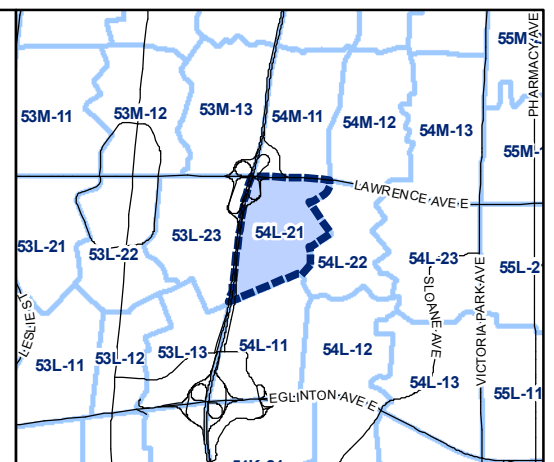 55M
PHARMACY AVE
53M-11
53M-12
53M-13
54M-11
54M-12
54M-13
55M-1
LAWRENCE AVE E
53L-21
53L-22
53L-23
54L-21
54L-22
54L-23
55L-2
LESLIE ST
SLOANE AVE
VICTORIA PARK AVE
53L-11
53L-12
53L-13
54L-11
54L-12
54L-13
55L-11
EGLINTON AVE E